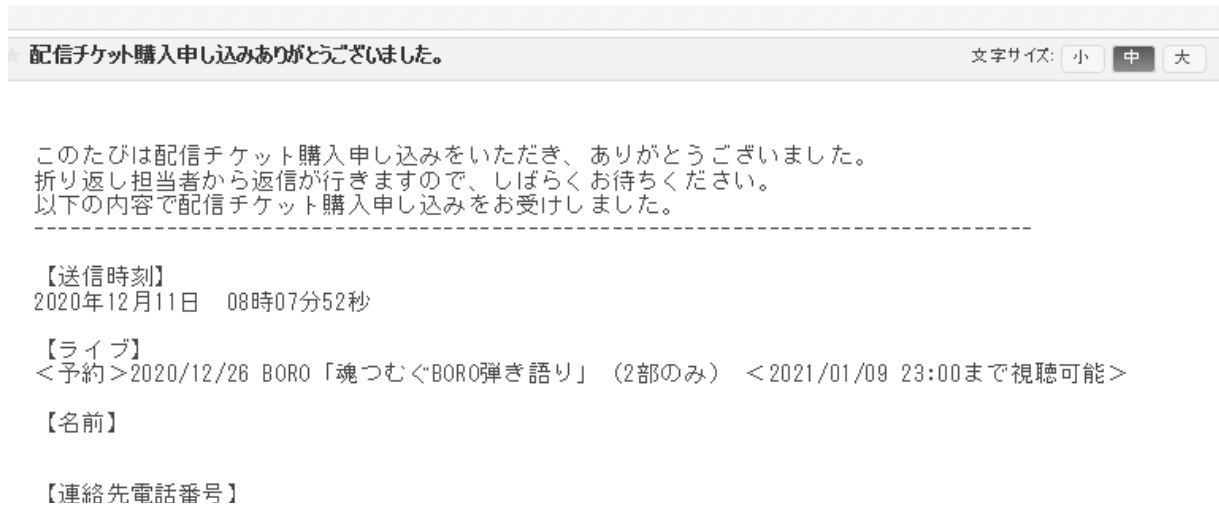 配信チケット購入申し込みありがとうございました。
文字サイズ: 小 中 大
このたびは配信チケット購入申し込みをいただき、ありがとうございました。
折り返し担当者から返信が行きますので、しばらくお待ちください。
以下の内容で配信チケット購入申し込みをお受けしました。
------------------------------------------------------------------------------------
【送信時刻】
2020年12月11日 08時07分52秒
【ライブ】
＜予約＞2020/12/26 BORO「魂つむぐBORO弾き語り」（2部のみ） ＜2021/01/09 23:00まで視聴可能＞
【名前】
【連絡先電話番号】